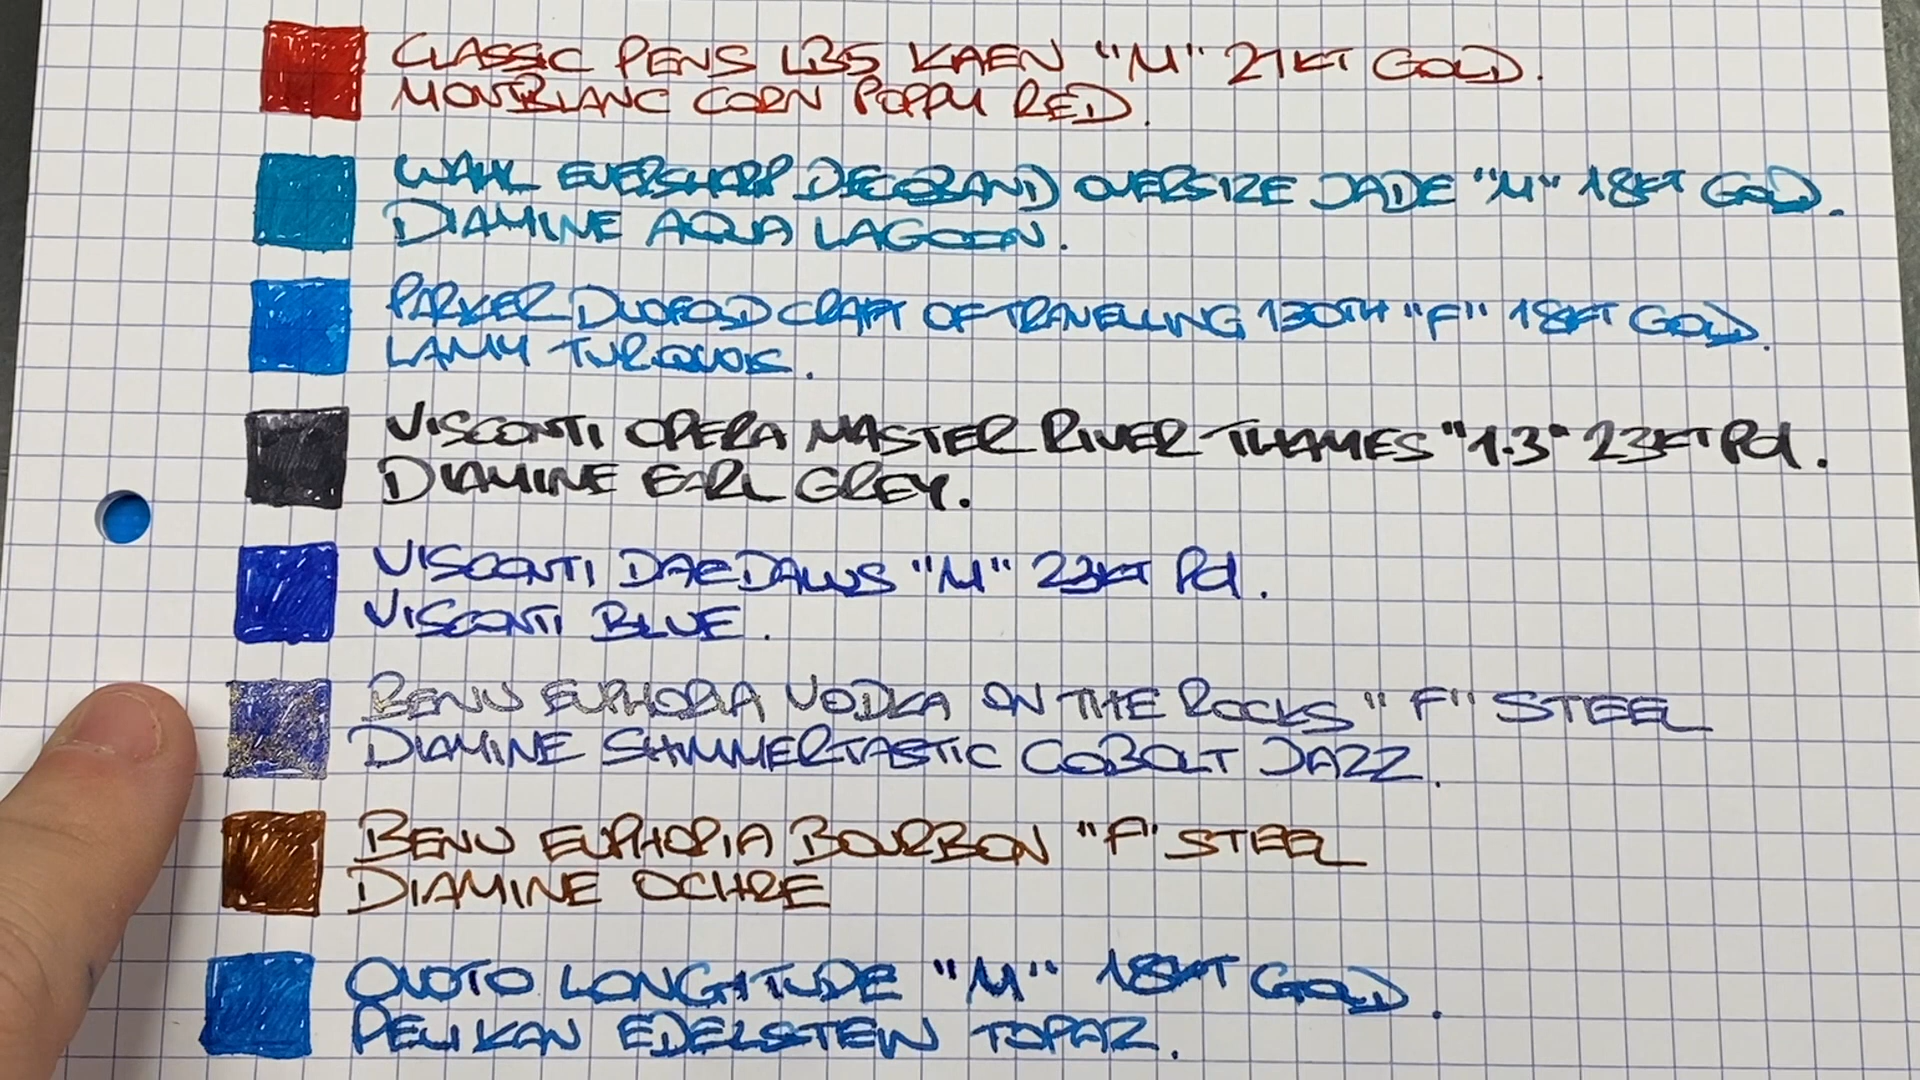 CLASSIC PENS LB5 KAEN "M" 21KT GOLD.
MONTBLANC CORN POPPY RED.
WAHL EVERSHARP DECOBAND OVERSIZE JADE "M" 18KT GOLD.
DIAMINE AQUA LAGOON.
PARKER DUOFOLD CRAFT OF TRAVELLING 130TH "F" 18KT GOLD.
LAMY TURQUOIS.
VISCONTI OPERA MASTER RIVER THAMES "1.3" 23KT Pd.
DIAMINE EARL GREY.
VISCONTI DAEDALUS "M" 23KT Pd.
VISCONTI BLUE.
BENU EUPHORIA VODKA ON THE ROCKS "F" STEEL
DIAMINE SHIMMERTASTIC COBOLT JAZZ.
BENU EUPHORIA BOURBON "F" STEEL
DIAMINE OCHRE
OUOTO LONGITUDE "M" 18KT GOLD.
PELIKAN EDELSTEIN TOPAZ.